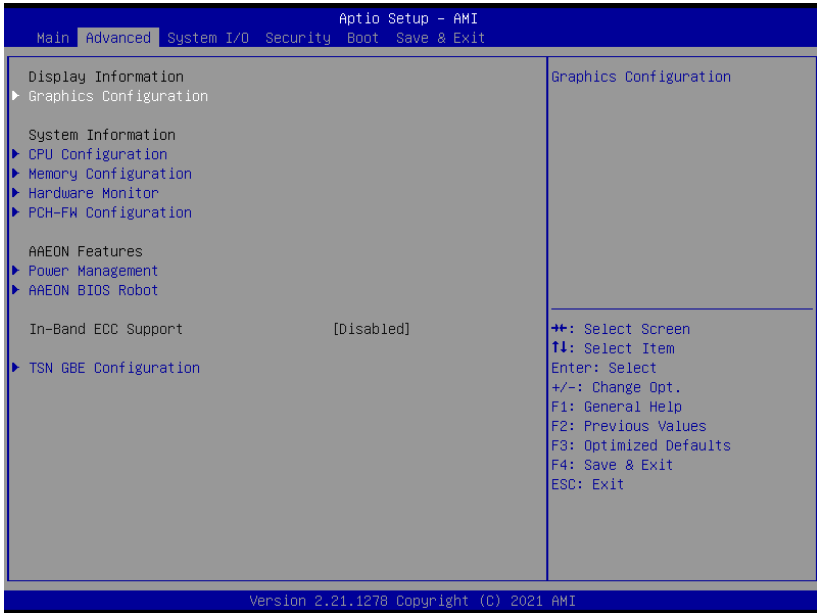 Aptio Setup - AMI
Main Advanced System I/O Security Boot Save & Exit
Display Information
Graphics Configuration
System Information
CPU Configuration
Memory Configuration
Hardware Monitor
PCH-FW Configuration
AAEON Features
Power Management
AAEON BIOS Robot
In-Band ECC Support [Disabled]
TSN GBE Configuration
Graphics Configuration
→←: Select Screen
↑↓: Select Item
Enter: Select
+/-: Change Opt.
F1: General Help
F2: Previous Values
F3: Optimized Defaults
F4: Save & Exit
ESC: Exit
Version 2.21.1278 Copyright (C) 2021 AMI